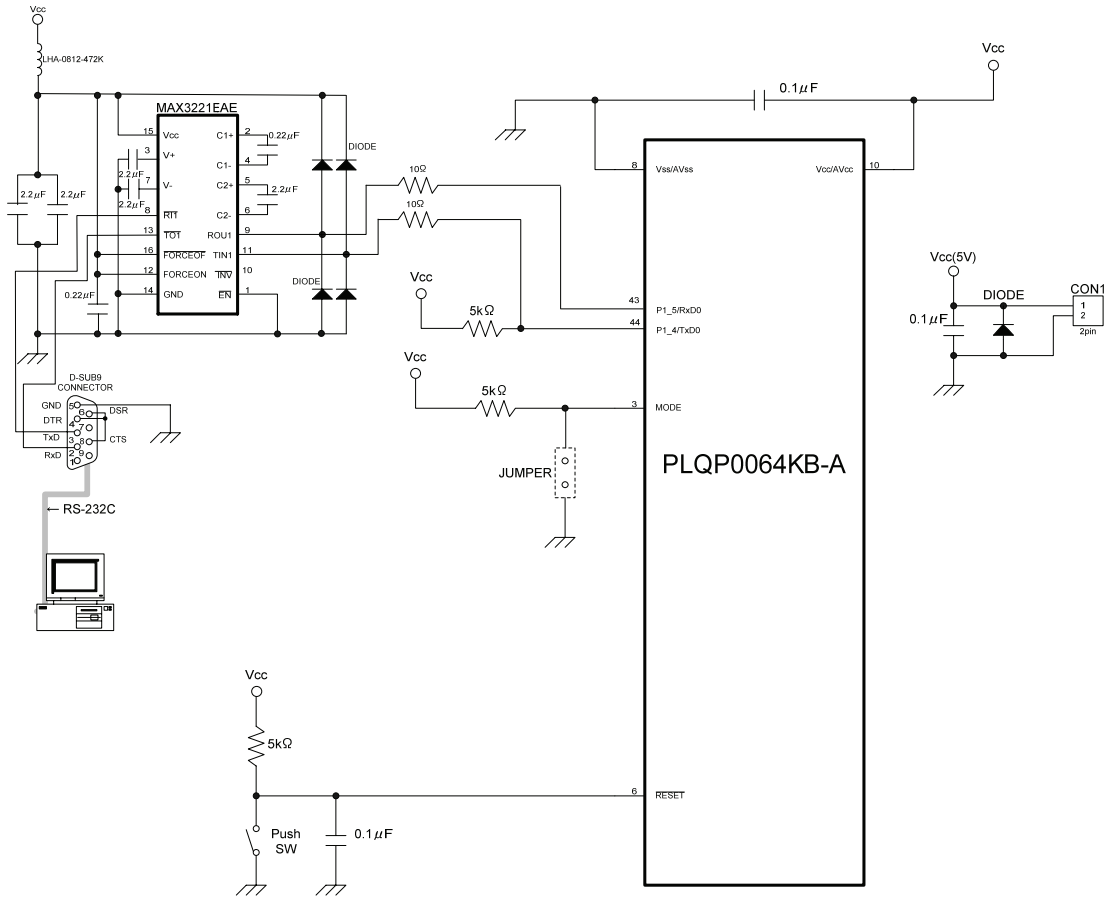 Vcc
LHA-0812-472K
MAX3221EAE
15 Vcc
3 V+
7 V-
8 RI1
13 TOT
16 FORCEOF
12 FORCEON
14 GND
C1+ 2
C1- 4
C2+ 5
C2- 6
ROU1 9
TIN1 11
INV 10
EN 1
0.22μF
2.2μF
2.2μF
2.2μF
2.2μF
2.2μF
0.22μF
DIODE
DIODE
10Ω
10Ω
Vcc
5kΩ
Vcc
5kΩ
JUMPER
D-SUB9
CONNECTOR
GND
DTR
TxD
RxD
DSR
CTS
5
4
3
2
1
6
7
8
9
← RS-232C
Vcc
0.1μF
8 Vss/AVss
Vcc/AVcc 10
43 P1_5/RxD0
44 P1_4/TxD0
3 MODE
PLQP0064KB-A
6 RESET
Vcc(5V)
DIODE
0.1μF
CON1
1
2
2pin
Vcc
5kΩ
Push
SW
0.1μF